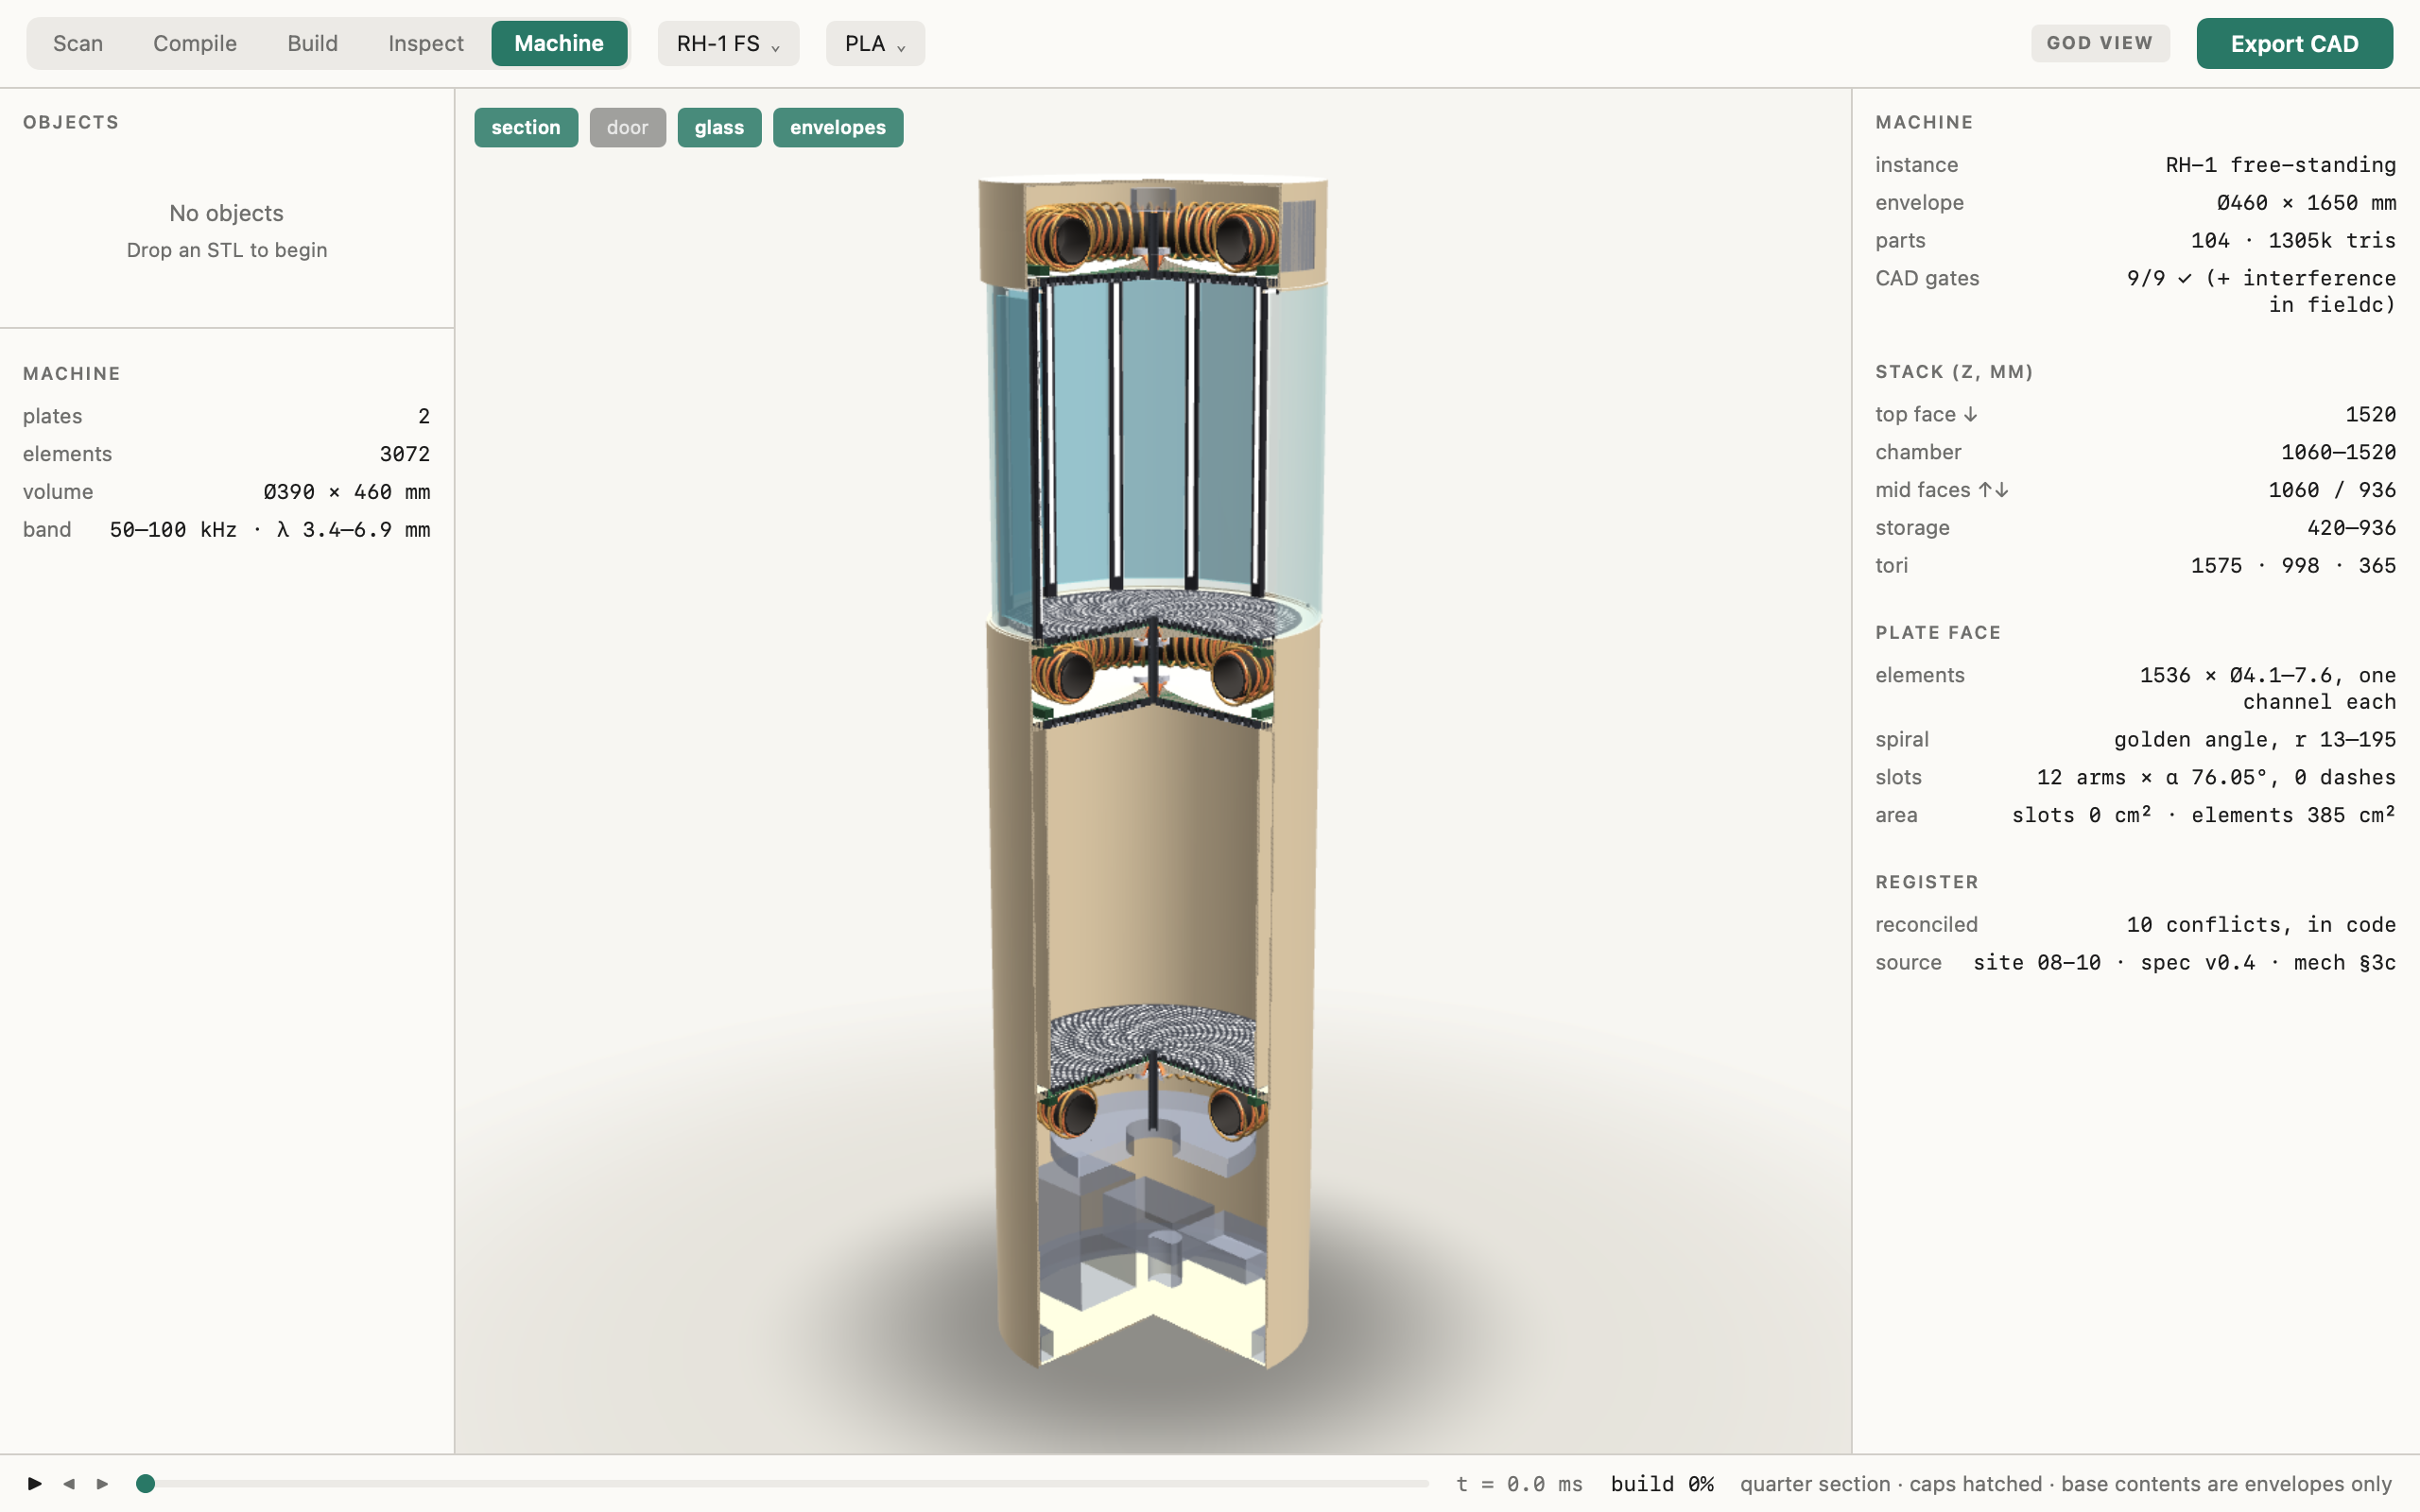 Scan Compile Build Inspect Machine RH-1 FS PLA GOD VIEW Export CAD
OBJECTS
No objects
Drop an STL to begin
MACHINE
plates 2
elements 3072
volume Ø390 × 460 mm
band 50–100 kHz · λ 3.4–6.9 mm
section door glass envelopes
MACHINE
instance RH–1 free–standing
envelope Ø460 × 1650 mm
parts 104 · 1305k tris
CAD gates 9/9 ✓ (+ interference
in fieldc)
STACK (Z, MM)
top face ↓ 1520
chamber 1060–1520
mid faces ↑↓ 1060 / 936
storage 420–936
tori 1575 · 998 · 365
PLATE FACE
elements 1536 × Ø4.1–7.6, one
channel each
spiral golden angle, r 13–195
slots 12 arms × α 76.05°, 0 dashes
area slots 0 cm² · elements 385 cm²
REGISTER
reconciled 10 conflicts, in code
source site 08–10 · spec v0.4 · mech §3c
t = 0.0 ms build 0% quarter section · caps hatched · base contents are envelopes only